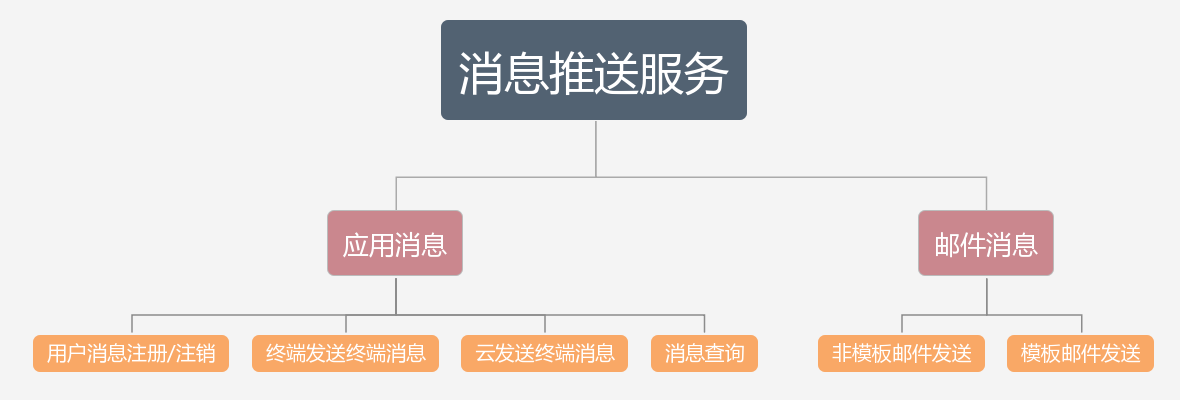 消息推送服务
应用消息
邮件消息
用户消息注册/注销
终端发送终端消息
云发送终端消息
消息查询
非模板邮件发送
模板邮件发送